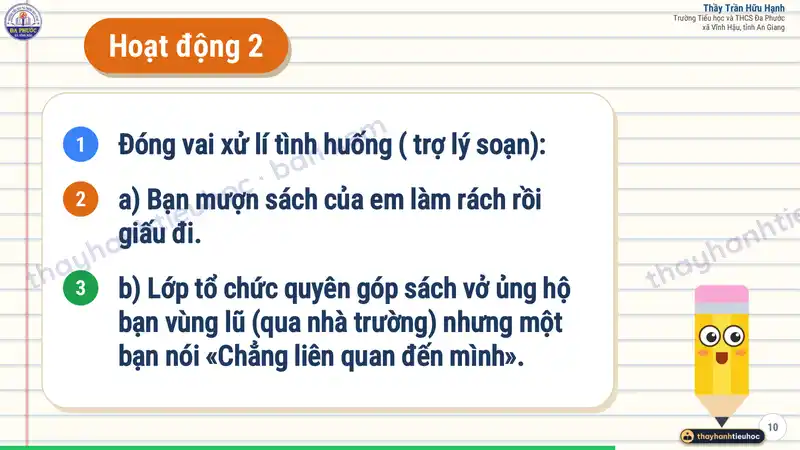 Thầy Trần Hữu Hạnh
Trường Tiểu học và THCS Đa Phước
xã Vĩnh Hậu, tỉnh An Giang
ĐA PHƯỚC
Hoạt động 2
1 Đóng vai xử lí tình huống ( trợ lý soạn):
2 a) Bạn mượn sách của em làm rách rồi
giấu đi.
3 b) Lớp tổ chức quyên góp sách vở ủng hộ
bạn vùng lũ (qua nhà trường) nhưng một
bạn nói «Chẳng liên quan đến mình».
10
thayhanhtieuhoc